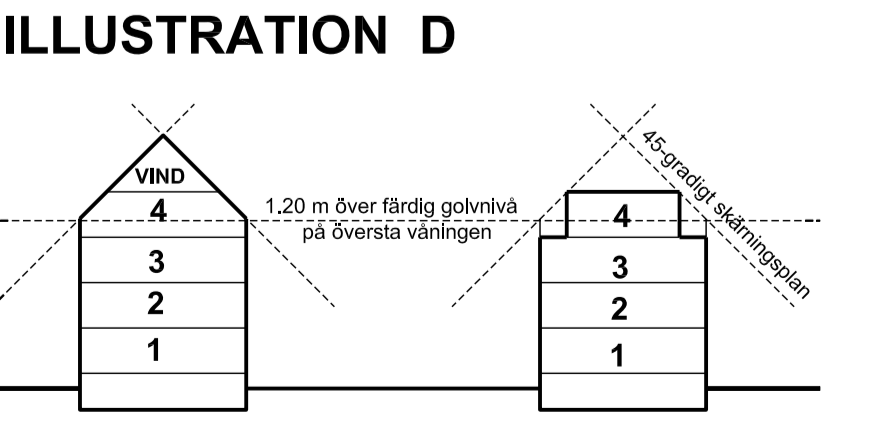 ILLUSTRATION D
VIND
4
3
2
1
1.20 m över färdig golvnivå
på översta våningen
45-gradigt skärningsplan
4
3
2
1